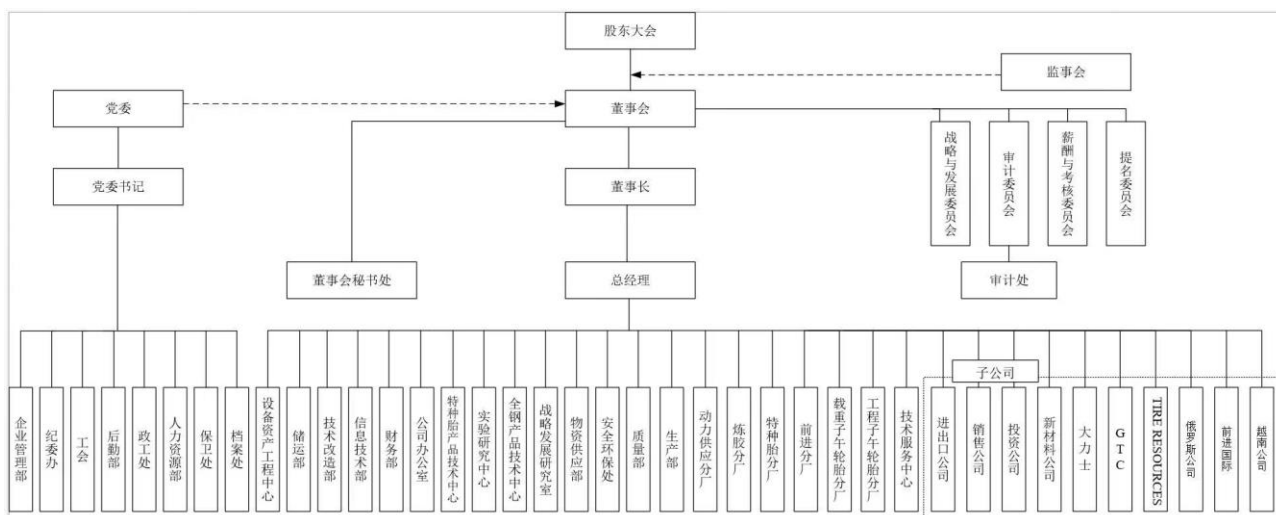 股东大会
监事会
党委
董事会
战略与发展委员会
审计委员会
薪酬与考核委员会
提名委员会
党委书记
董事长
董事会秘书处
总经理
审计处
子公司
企业管理部
纪委办
工会
后勤部
政工处
人力资源部
保卫处
档案处
设备资产工程中心
储运部
技术改造部
信息技术部
财务部
公司办公室
特种胎产品技术中心
实验研究中心
全钢产品技术中心
战略发展研究室
物资供应部
安全环保处
质量部
生产部
动力供应分厂
炼胶分厂
特种胎分厂
前进分厂
载重子午轮胎分厂
工程子午轮胎分厂
技术服务中心
进出口公司
销售公司
投资公司
新材料公司
大力士
GTC
TIRE RESOURCES
俄罗斯公司
前进国际
越南公司